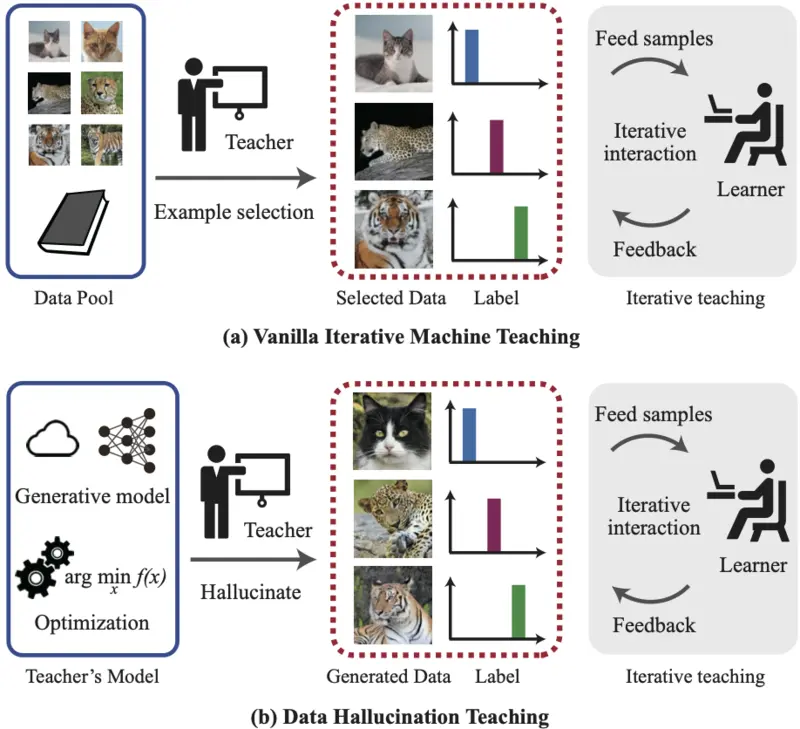 Teacher
Example selection
Feed samples
Iterative
interaction
Learner
Feedback
Data Pool
Selected Data
Label
Iterative teaching
(a) Vanilla Iterative Machine Teaching
Generative model
arg min f(x)
x
Optimization
Teacher
Hallucinate
Feed samples
Iterative
interaction
Learner
Feedback
Teacher's Model
Generated Data
Label
Iterative teaching
(b) Data Hallucination Teaching